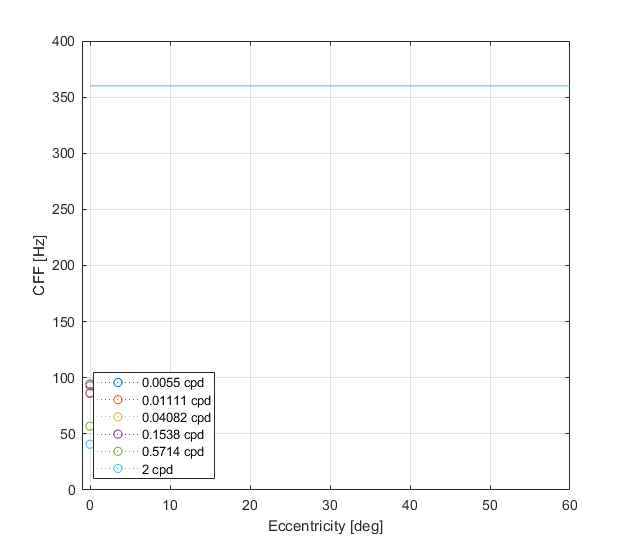 400
350
300
250
200
150
100
50
0
CFF [Hz]
0.0055 cpd
0.01111 cpd
0.04082 cpd
0.1538 cpd
0.5714 cpd
2 cpd
0 10 20 30 40 50 60
Eccentricity [deg]